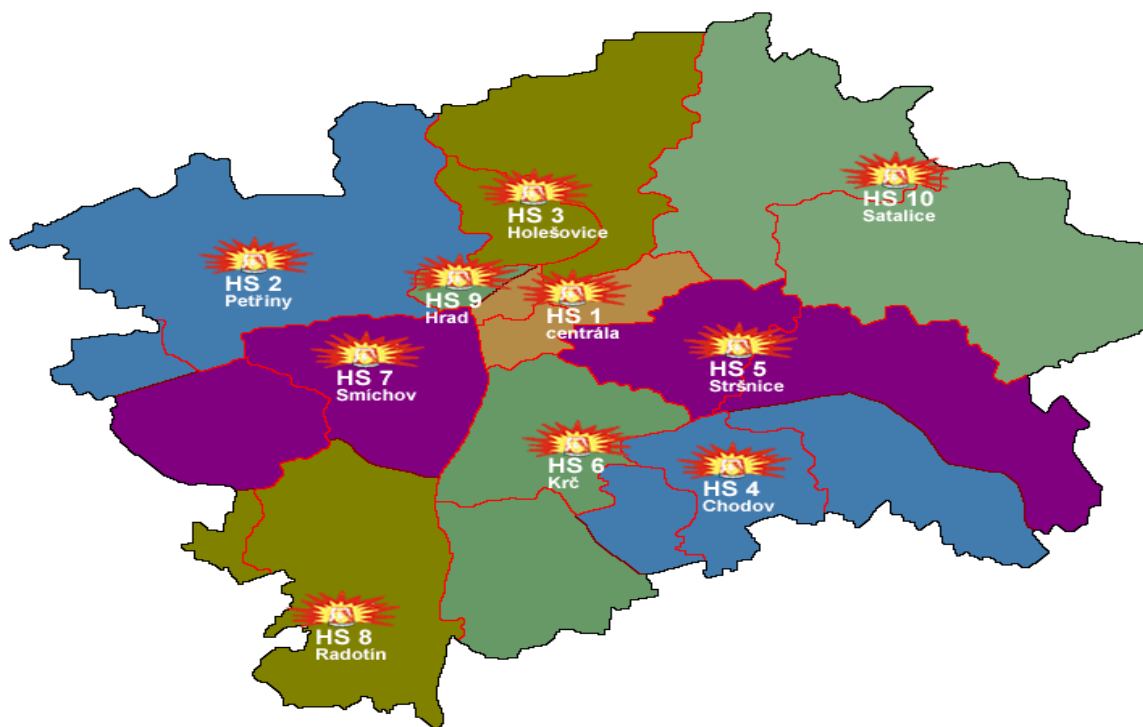 HS 10
Satalice
HS 3
Holešovice
HS 2
Petřiny
HS 9
Hrad
HS 1
centrála
HS 5
Stršnice
HS 7
Smíchov
HS 6
Krč
HS 4
Chodov
HS 8
Radotín